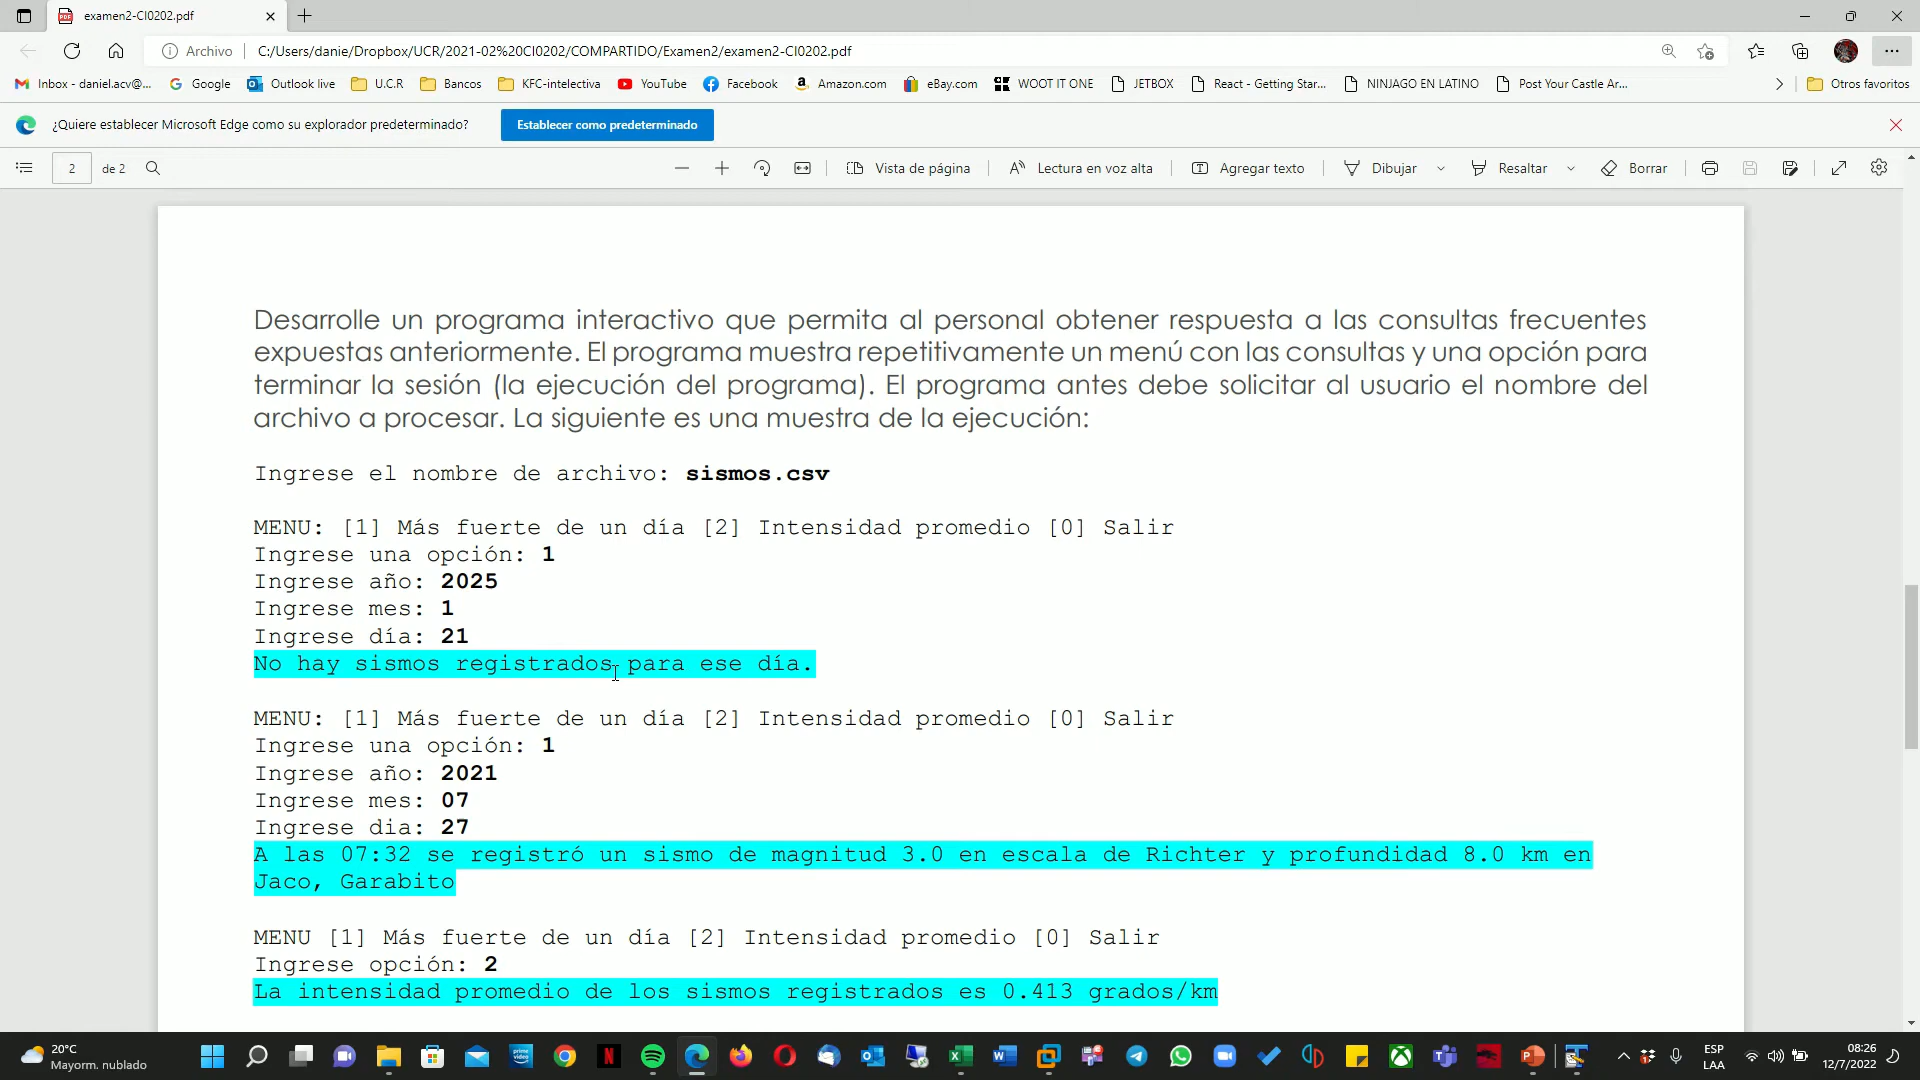 examen2-CI0202.pdf
Archivo
C:/Users/danie/Dropbox/UCR/2021-02%20CI0202/COMPARTIDO/Examen2/examen2-CI0202.pdf
Inbox - daniel.acv@...
Google
Outlook live
U.C.R
Bancos
KFC-intelectiva
YouTube
Facebook
Amazon.com
eBay.com
WOOT IT ONE
JETBOX
React - Getting Star...
NINJAGO EN LATINO
Post Your Castle Ar...
Otros favoritos
¿Quiere establecer Microsoft Edge como su explorador predeterminado?
Establecer como predeterminado
2
de 2
Vista de página
Lectura en voz alta
Agregar texto
Dibujar
Resaltar
Borrar
Desarrolle un programa interactivo que permita al personal obtener respuesta a las consultas frecuentes
expuestas anteriormente. El programa muestra repetitivamente un menú con las consultas y una opción para
terminar la sesión (la ejecución del programa). El programa antes debe solicitar al usuario el nombre del
archivo a procesar. La siguiente es una muestra de la ejecución:
Ingrese el nombre de archivo: sismos.csv
MENU: [1] Más fuerte de un día [2] Intensidad promedio [0] Salir
Ingrese una opción: 1
Ingrese año: 2025
Ingrese mes: 1
Ingrese día: 21
No hay sismos registrados para ese día.
MENU: [1] Más fuerte de un día [2] Intensidad promedio [0] Salir
Ingrese una opción: 1
Ingrese año: 2021
Ingrese mes: 07
Ingrese dia: 27
A las 07:32 se registró un sismo de magnitud 3.0 en escala de Richter y profundidad 8.0 km en
Jaco, Garabito
MENU [1] Más fuerte de un día [2] Intensidad promedio [0] Salir
Ingrese opción: 2
La intensidad promedio de los sismos registrados es 0.413 grados/km
20°C
Mayorm. nublado
ESP
LAA
08:26
12/7/2022